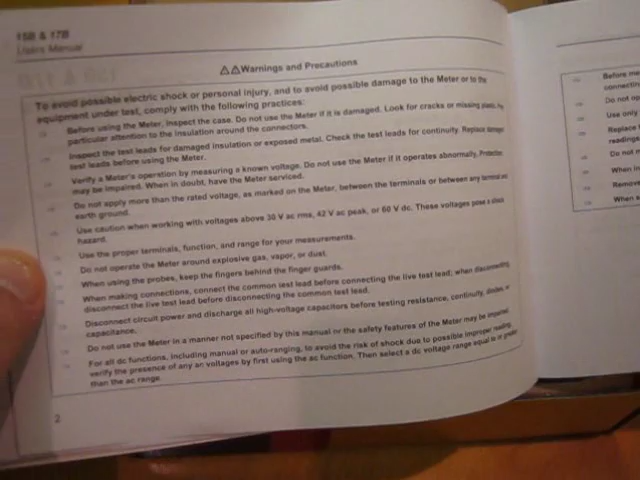 15B & 17B
Users Manual
Warnings and Precautions
To avoid possible electric shock or personal injury, and to avoid possible damage to the Meter or to the
equipment under test, comply with the following practices:
Before using the Meter, inspect the case. Do not use the Meter if it is damaged. Look for cracks or missing plastic. Pay
particular attention to the insulation around the connectors.
Inspect the test leads for damaged insulation or exposed metal. Check the test leads for continuity. Replace damaged
test leads before using the Meter.
Verify a Meter's operation by measuring a known voltage. Do not use the Meter if it operates abnormally. Protection
may be impaired. When in doubt, have the Meter serviced.
Do not apply more than the rated voltage, as marked on the Meter, between the terminals or between any terminal and
earth ground.
Use caution when working with voltages above 30 V ac rms, 42 V ac peak, or 60 V dc. These voltages pose a shock
hazard.
Use the proper terminals, function, and range for your measurements.
Do not operate the Meter around explosive gas, vapor, or dust.
When using the probes, keep the fingers behind the finger guards.
When making connections, connect the common test lead before connecting the live test lead; when disconnecting,
disconnect the live test lead before disconnecting the common test lead.
Disconnect circuit power and discharge all high-voltage capacitors before testing resistance, continuity, diodes, or
capacitance.
Do not use the Meter in a manner not specified by this manual or the safety features of the Meter may be impaired.
For all dc functions, including manual or auto-ranging, to avoid the risk of shock due to possible improper reading,
verify the presence of any ac voltages by first using the ac function. Then select a dc voltage range equal to or greater
than the ac range.
2
Before me
connectin
Do not op
Use only
Replace
readings
Do not
When in
Remove
When s